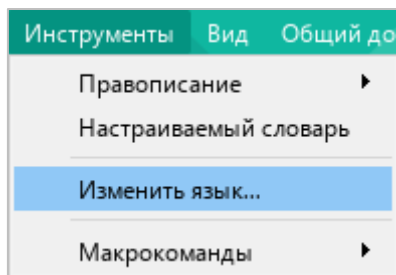 Инструменты Вид Общий до
Правописание
Настраиваемый словарь
Изменить язык...
Макрокоманды